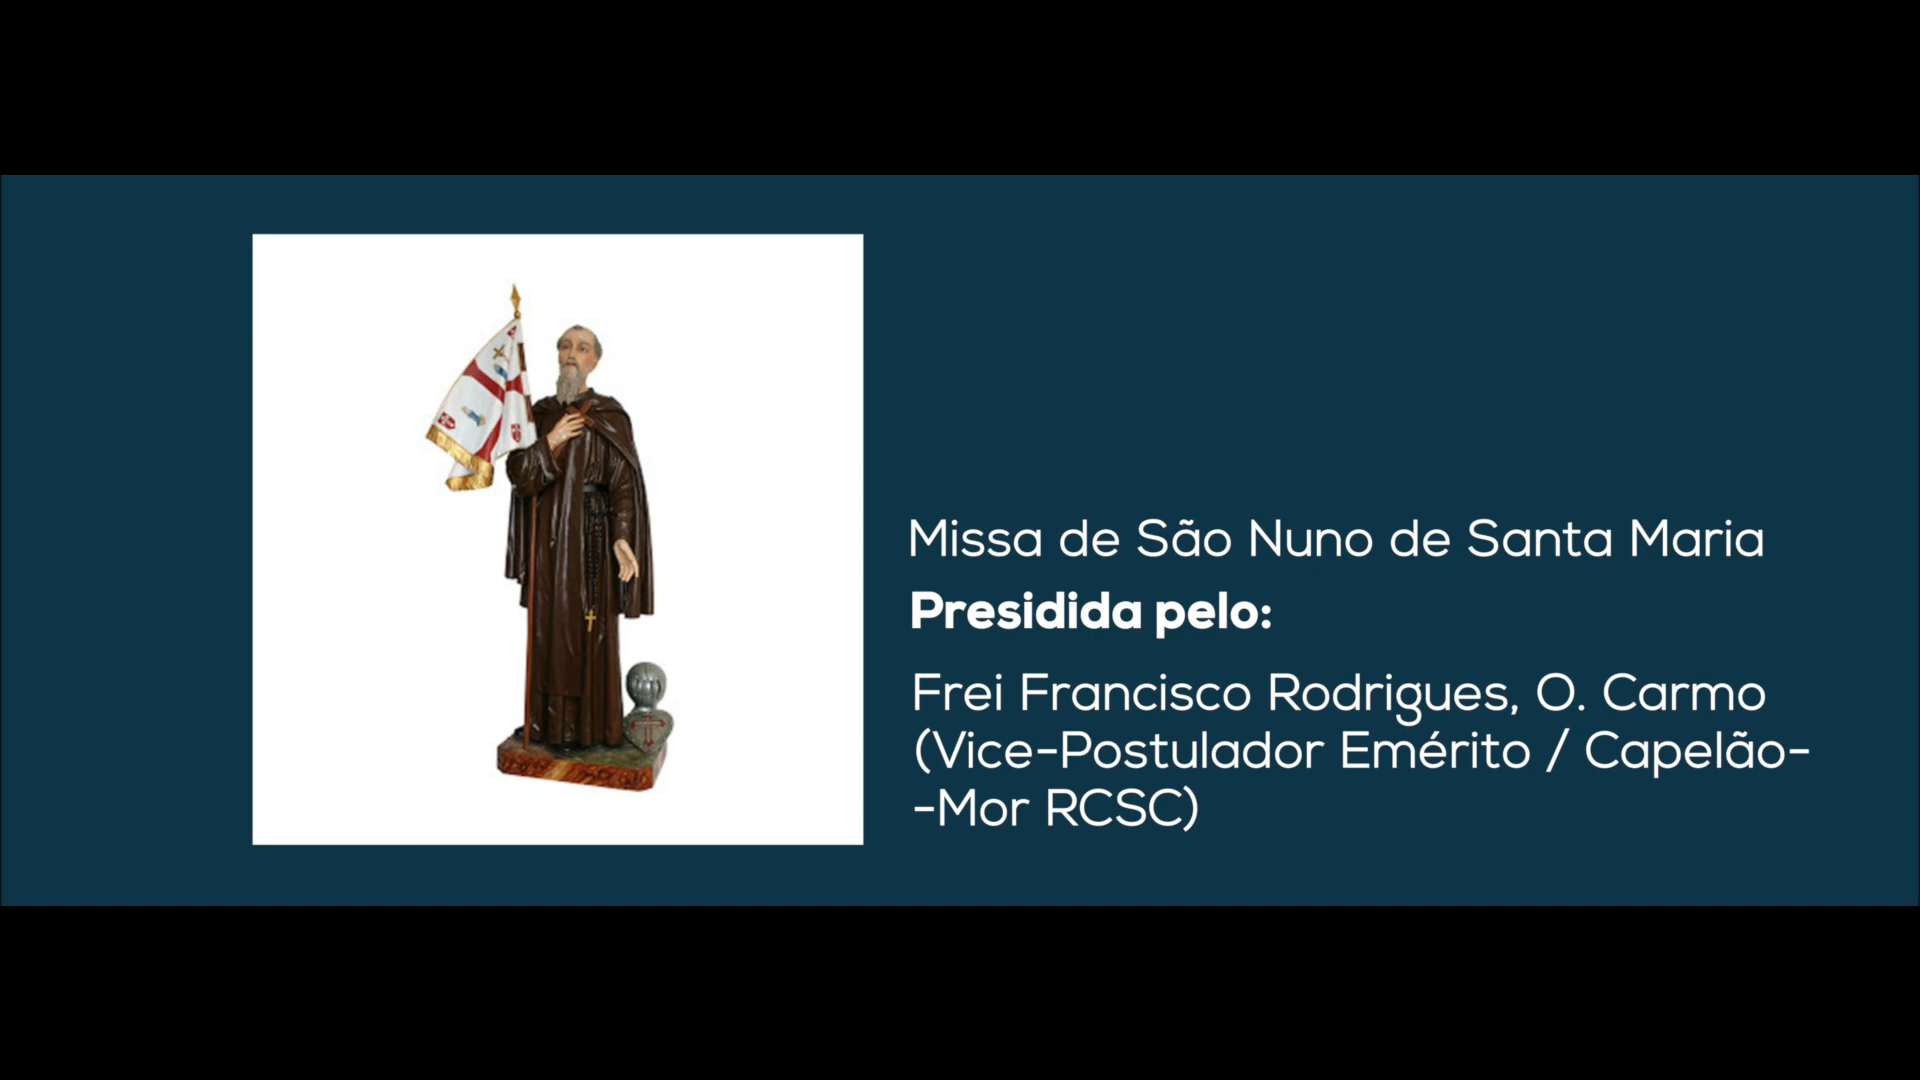 Missa de São Nuno de Santa Maria
Presidida pelo:
Frei Francisco Rodrigues, O. Carmo
(Vice-Postulador Emérito / Capelão-
-Mor RCSC)